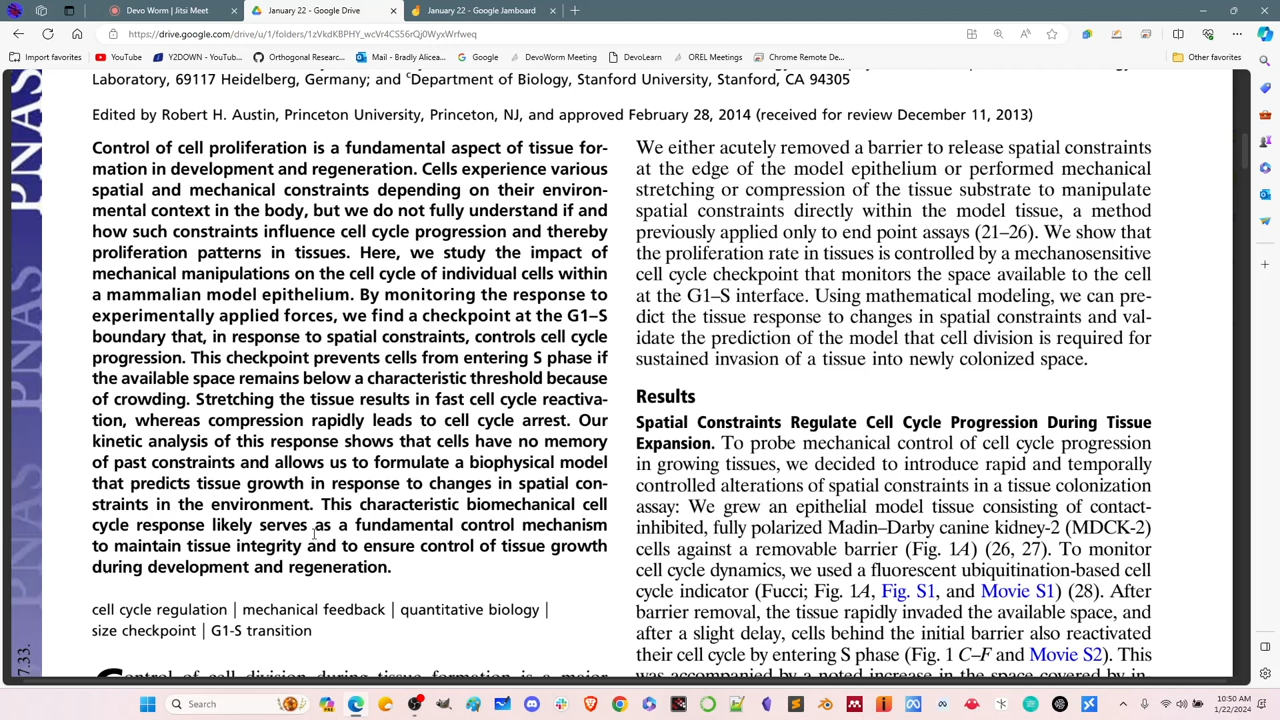 Devo Worm | Jitsi Meet
January 22 - Google Drive
January 22 - Google Jamboard
https://drive.google.com/drive/u/1/folders/1zVkdKBPHY_wcVr4CS56rQj0WyxWrfweq
Import favorites
YouTube
Y2DOWN - YouTub...
Orthogonal Researc...
Mail - Bradly Alicea...
Google
DevoWorm Meeting
DevoLearn
OREL Meetings
Chrome Remote De...
Other favorites
Laboratory, 69117 Heidelberg, Germany; and cDepartment of Biology, Stanford University, Stanford, CA 94305
Edited by Robert H. Austin, Princeton University, Princeton, NJ, and approved February 28, 2014 (received for review December 11, 2013)
Control of cell proliferation is a fundamental aspect of tissue for-
mation in development and regeneration. Cells experience various
spatial and mechanical constraints depending on their environ-
mental context in the body, but we do not fully understand if and
how such constraints influence cell cycle progression and thereby
proliferation patterns in tissues. Here, we study the impact of
mechanical manipulations on the cell cycle of individual cells within
a mammalian model epithelium. By monitoring the response to
experimentally applied forces, we find a checkpoint at the G1–S
boundary that, in response to spatial constraints, controls cell cycle
progression. This checkpoint prevents cells from entering S phase if
the available space remains below a characteristic threshold because
of crowding. Stretching the tissue results in fast cell cycle reactiva-
tion, whereas compression rapidly leads to cell cycle arrest. Our
kinetic analysis of this response shows that cells have no memory
of past constraints and allows us to formulate a biophysical model
that predicts tissue growth in response to changes in spatial con-
straints in the environment. This characteristic biomechanical cell
cycle response likely serves as a fundamental control mechanism
to maintain tissue integrity and to ensure control of tissue growth
during development and regeneration.
cell cycle regulation | mechanical feedback | quantitative biology |
size checkpoint | G1-S transition
Control of cell division during tissue formation is a major
We either acutely removed a barrier to release spatial constraints
at the edge of the model epithelium or performed mechanical
stretching or compression of the tissue substrate to manipulate
spatial constraints directly within the model tissue, a method
previously applied only to end point assays (21–26). We show that
the proliferation rate in tissues is controlled by a mechanosensitive
cell cycle checkpoint that monitors the space available to the cell
at the G1–S interface. Using mathematical modeling, we can pre-
dict the tissue response to changes in spatial constraints and val-
idate the prediction of the model that cell division is required for
sustained invasion of a tissue into newly colonized space.
Results
Spatial Constraints Regulate Cell Cycle Progression During Tissue
Expansion. To probe mechanical control of cell cycle progression
in growing tissues, we decided to introduce rapid and temporally
controlled alterations of spatial constraints in a tissue colonization
assay: We grew an epithelial model tissue consisting of contact-
inhibited, fully polarized Madin–Darby canine kidney-2 (MDCK-2)
cells against a removable barrier (Fig. 1A) (26, 27). To monitor
cell cycle dynamics, we used a fluorescent ubiquitination-based cell
cycle indicator (Fucci; Fig. 1A, Fig. S1, and Movie S1) (28). After
barrier removal, the tissue rapidly invaded the available space, and
after a slight delay, cells behind the initial barrier also reactivated
their cell cycle by entering S phase (Fig. 1 C–F and Movie S2). This
was accompanied by a noted increase in the space covered by in-
PNAS
PNAS
7.33.
Search
10:50 AM
1/22/2024